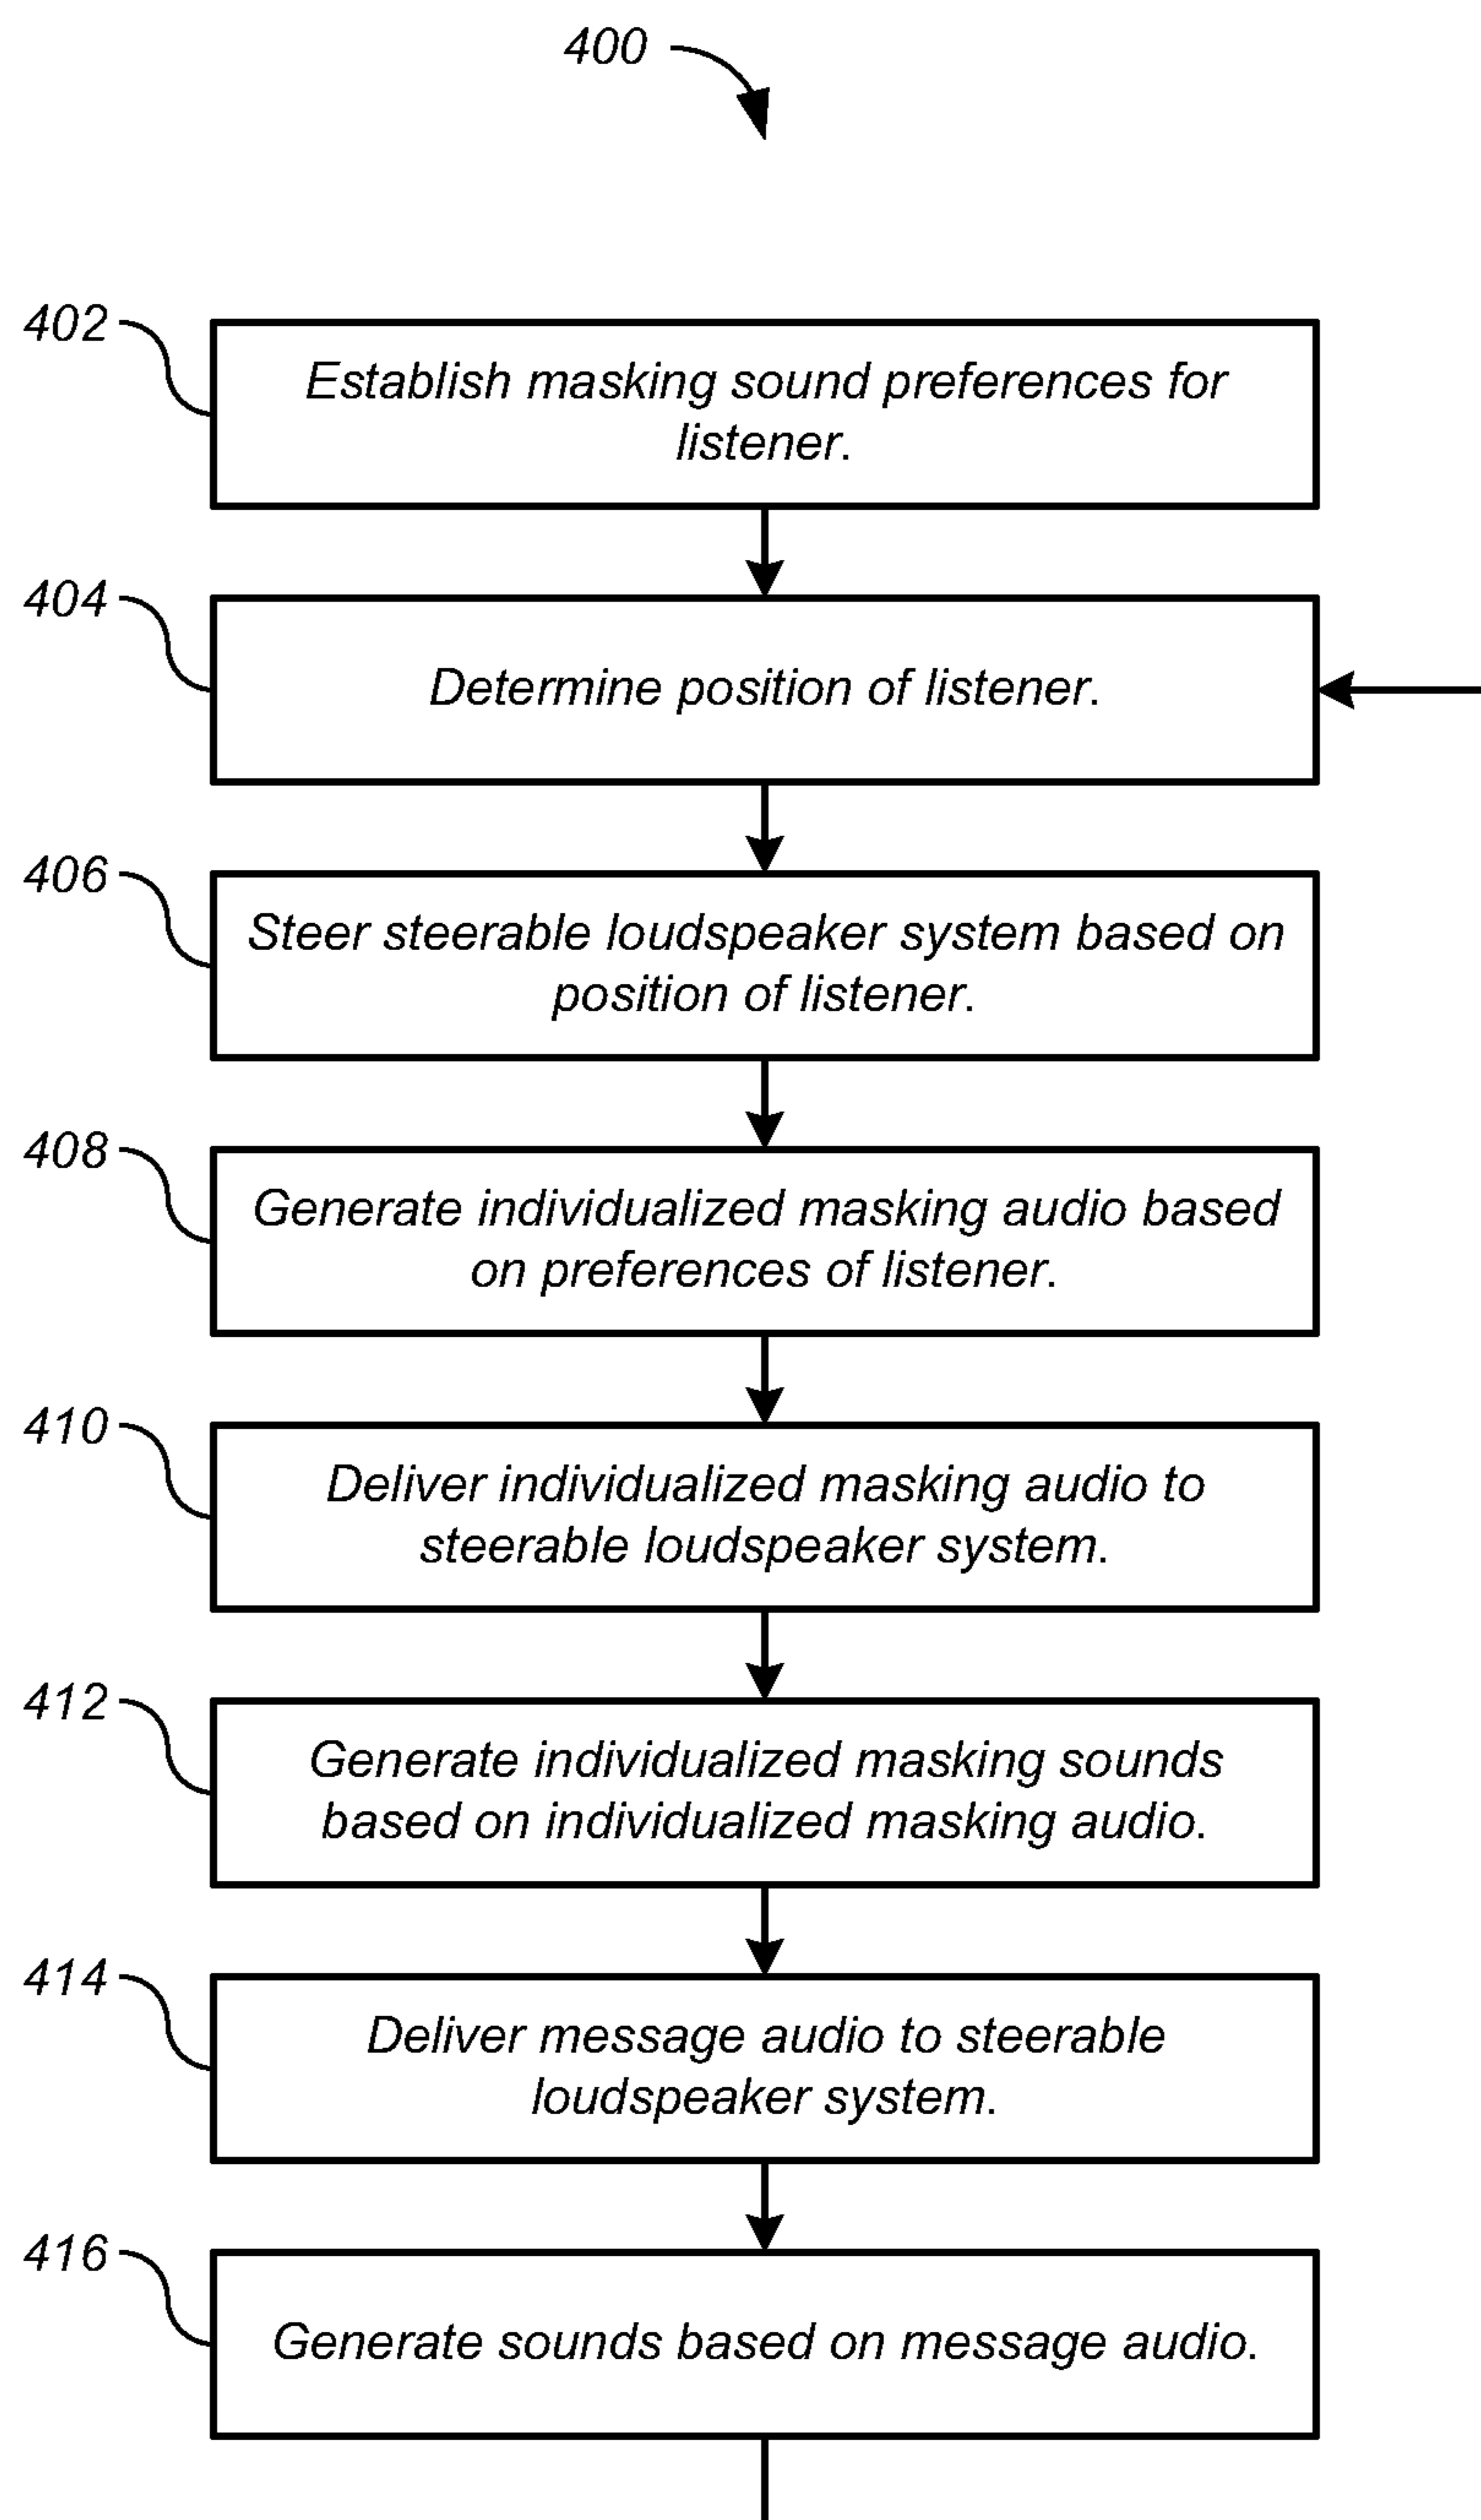 400
402
Establish masking sound preferences for
listener.
404
Determine position of listener.
406
Steer steerable loudspeaker system based on
position of listener.
408
Generate individualized masking audio based
on preferences of listener.
410
Deliver individualized masking audio to
steerable loudspeaker system.
412
Generate individualized masking sounds
based on individualized masking audio.
414
Deliver message audio to steerable
loudspeaker system.
416
Generate sounds based on message audio.